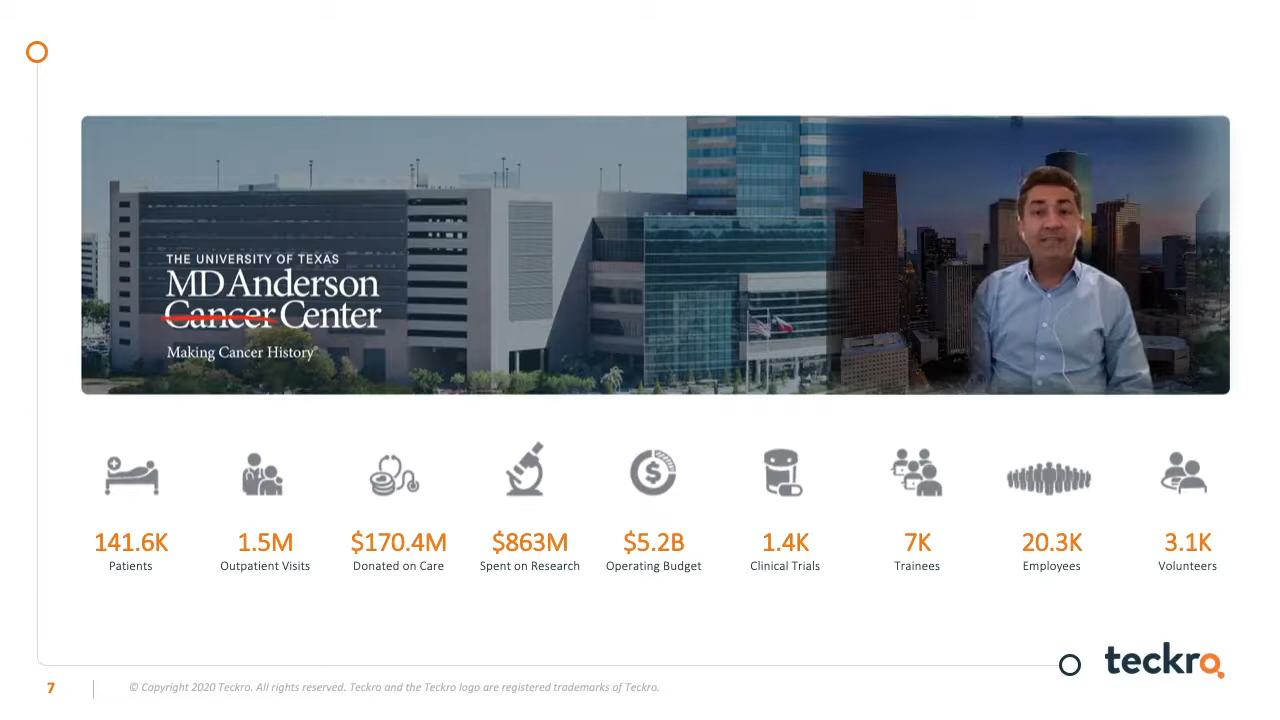 THE UNIVERSITY OF TEXAS
MD Anderson
Cancer Center
Making Cancer History
141.6K
Patients
1.5M
Outpatient Visits
$170.4M
Donated on Care
$863M
Spent on Research
$5.2B
Operating Budget
1.4K
Clinical Trials
7K
Trainees
20.3K
Employees
3.1K
Volunteers
teckro
7
© Copyright 2020 Teckro. All rights reserved. Teckro and the Teckro logo are registered trademarks of Teckro.